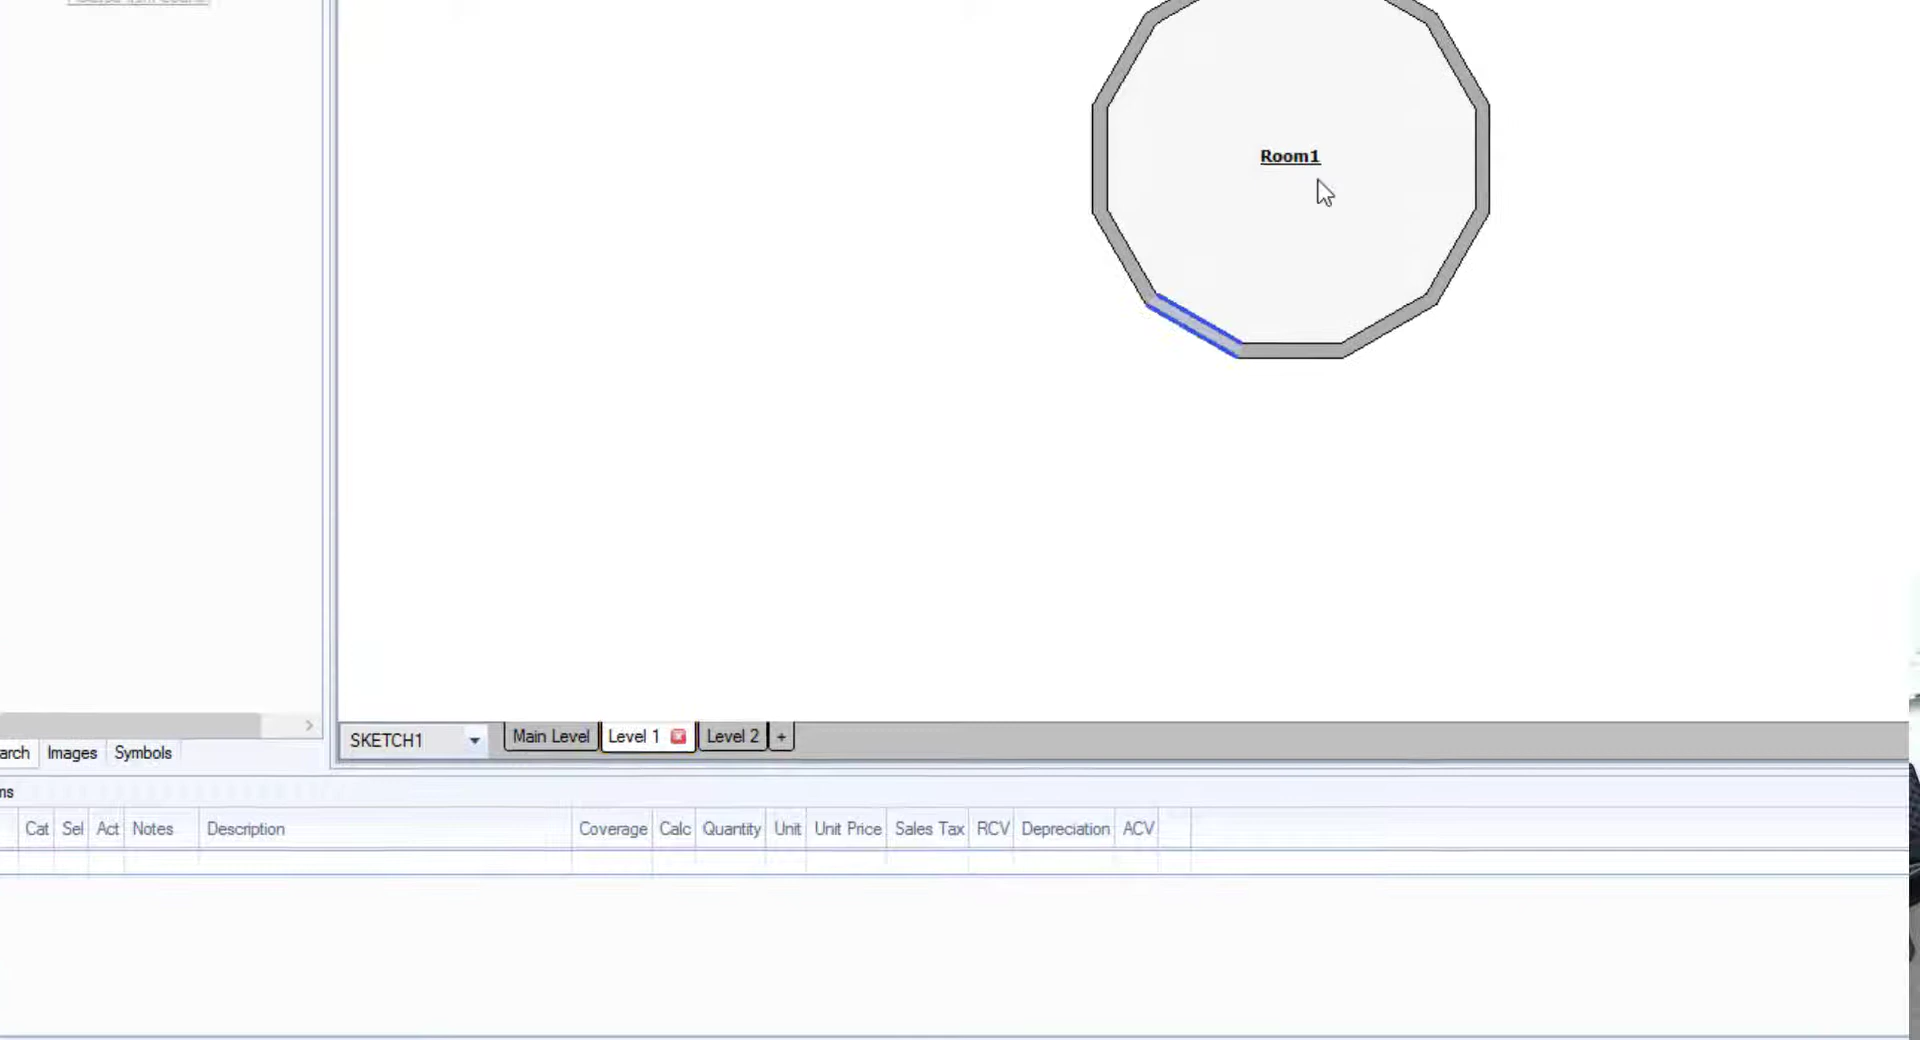 Room1
SKETCH1 Main Level Level 1 Level 2 +
arch Images Symbols
ns
Cat Sel Act Notes Description Coverage Calc Quantity Unit Unit Price Sales Tax RCV Depreciation ACV